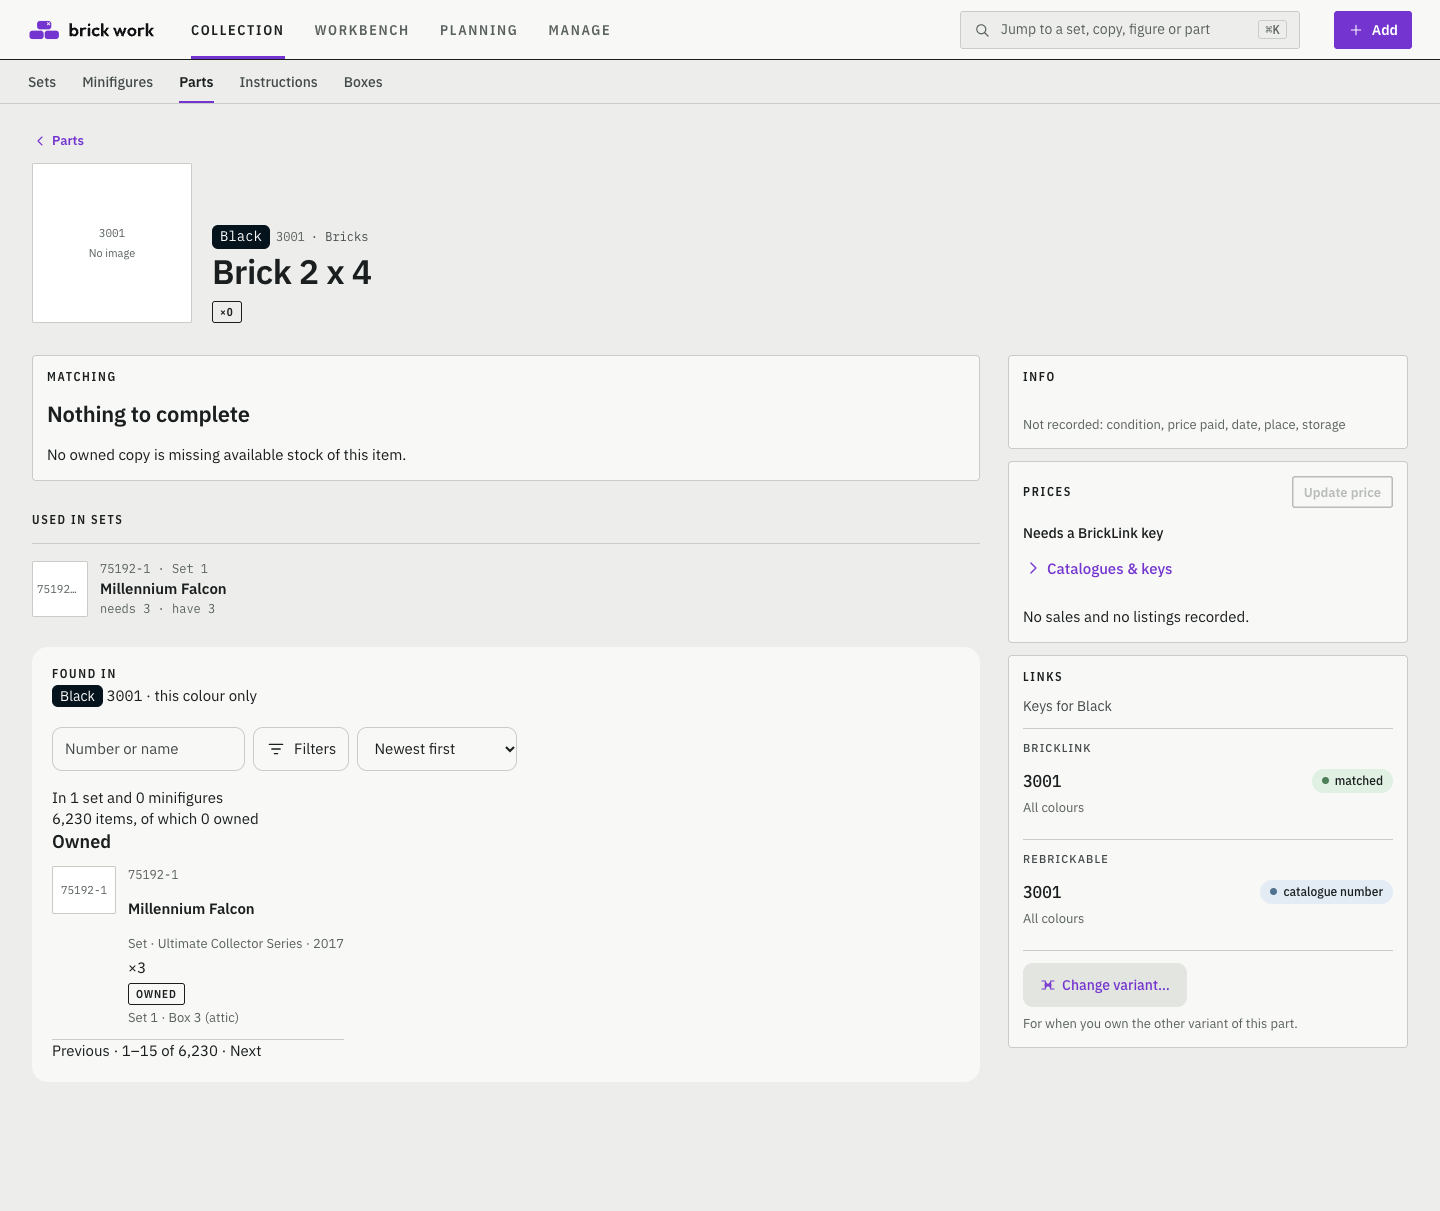 brick work
COLLECTION WORKBENCH PLANNING MANAGE
Jump to a set, copy, figure or part ⌘K
Add
Sets Minifigures Parts Instructions Boxes
Parts
3001
No image
Black 3001 · Bricks
Brick 2 x 4
×0
MATCHING
Nothing to complete
No owned copy is missing available stock of this item.
USED IN SETS
75192…
75192-1 · Set 1
Millennium Falcon
needs 3 · have 3
FOUND IN
Black 3001 · this colour only
Number or name Filters Newest first
In 1 set and 0 minifigures
6,230 items, of which 0 owned
Owned
75192-1
75192-1
Millennium Falcon
Set · Ultimate Collector Series · 2017
×3
OWNED
Set 1 · Box 3 (attic)
Previous · 1–15 of 6,230 · Next
INFO
Not recorded: condition, price paid, date, place, storage
PRICES Update price
Needs a BrickLink key
Catalogues & keys
No sales and no listings recorded.
LINKS
Keys for Black
BRICKLINK
3001 matched
All colours
REBRICKABLE
3001 catalogue number
All colours
Change variant…
For when you own the other variant of this part.